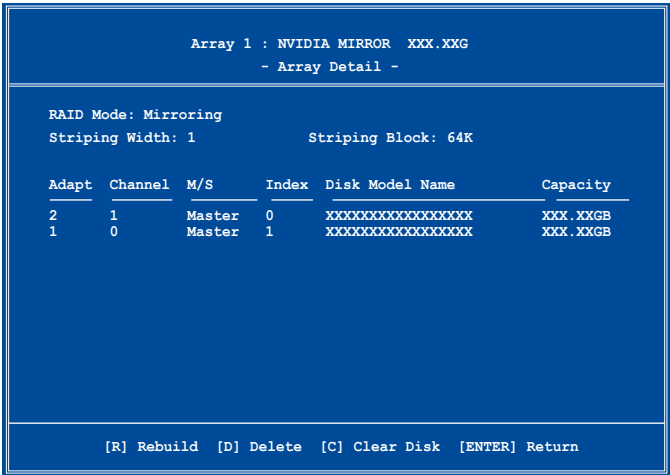 Array 1 : NVIDIA MIRROR XXX.XXG
- Array Detail -
RAID Mode: Mirroring
Striping Width: 1 Striping Block: 64K
Adapt Channel M/S Index Disk Model Name Capacity
2 1 Master 0 XXXXXXXXXXXXXXXXX XXX.XXGB
1 0 Master 1 XXXXXXXXXXXXXXXXX XXX.XXGB
[R] Rebuild [D] Delete [C] Clear Disk [ENTER] Return